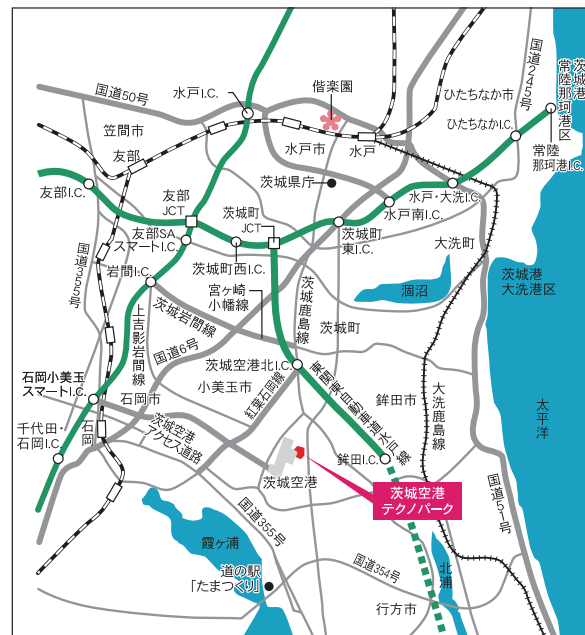 国道50号
水戸I.C.
偕楽園
国道245号
ひたちなか市
ひたちなかI.C.
茨城港
常陸那珂港区
常陸
那珂港I.C.
笠間市
友部
水戸市
水戸
茨城県庁
友部I.C.
友部
JCT
茨城町
JCT
水戸・大洗I.C.
水戸南I.C.
友部SA
スマートI.C.
茨城町西I.C.
茨城町
東I.C.
大洗町
国道355号
岩間I.C.
宮ヶ崎
小幡線
茨城鹿島線
涸沼
茨城港
大洗港区
茨城岩間線
茨城町
上吉影岩間線
国道6号
石岡小美玉
スマートI.C.
石岡市
小美玉市
茨城空港北I.C.
紅葉石岡線
東関東自動車道水戸線
鉾田市
大洗鹿島線
太平洋
千代田・
石岡I.C.
石岡
茨城空港
アクセス道路
茨城空港
鉾田I.C.
茨城空港
テクノパーク
国道51号
霞ヶ浦
国道355号
道の駅
「たまつくり」
国道354号
北浦
行方市